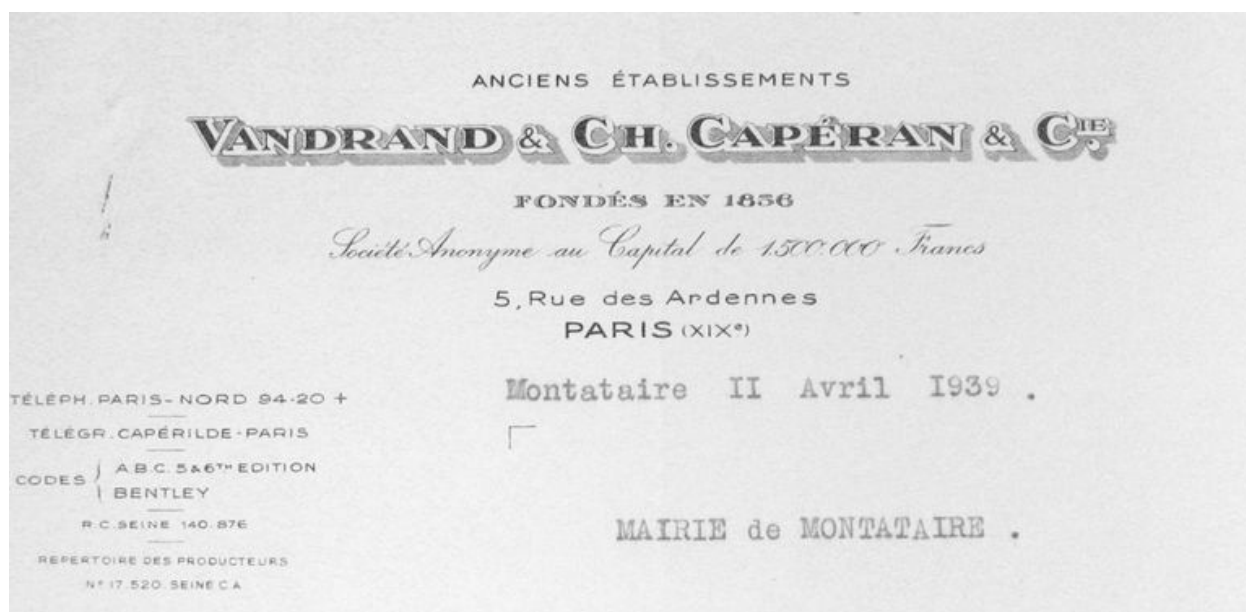 ANCIENS ÉTABLISSEMENTS
VANDRAND & CH. CAPÉRAN & CIE
FONDÉS EN 1856
Société Anonyme au Capital de 1.500.000 Francs
5, Rue des Ardennes
PARIS (XIXe)
Montataire II Avril I939 .
TÉLÉPH. PARIS-NORD 94-20 +
TÉLÉGR. CAPÉRILDE-PARIS
CODES A.B.C. 5 & 6TH EDITION
BENTLEY
R.C. SEINE 140.876
RÉPERTOIRE DES PRODUCTEURS
N° 17.520. SEINE C.A
MAIRIE de MONTATAIRE .